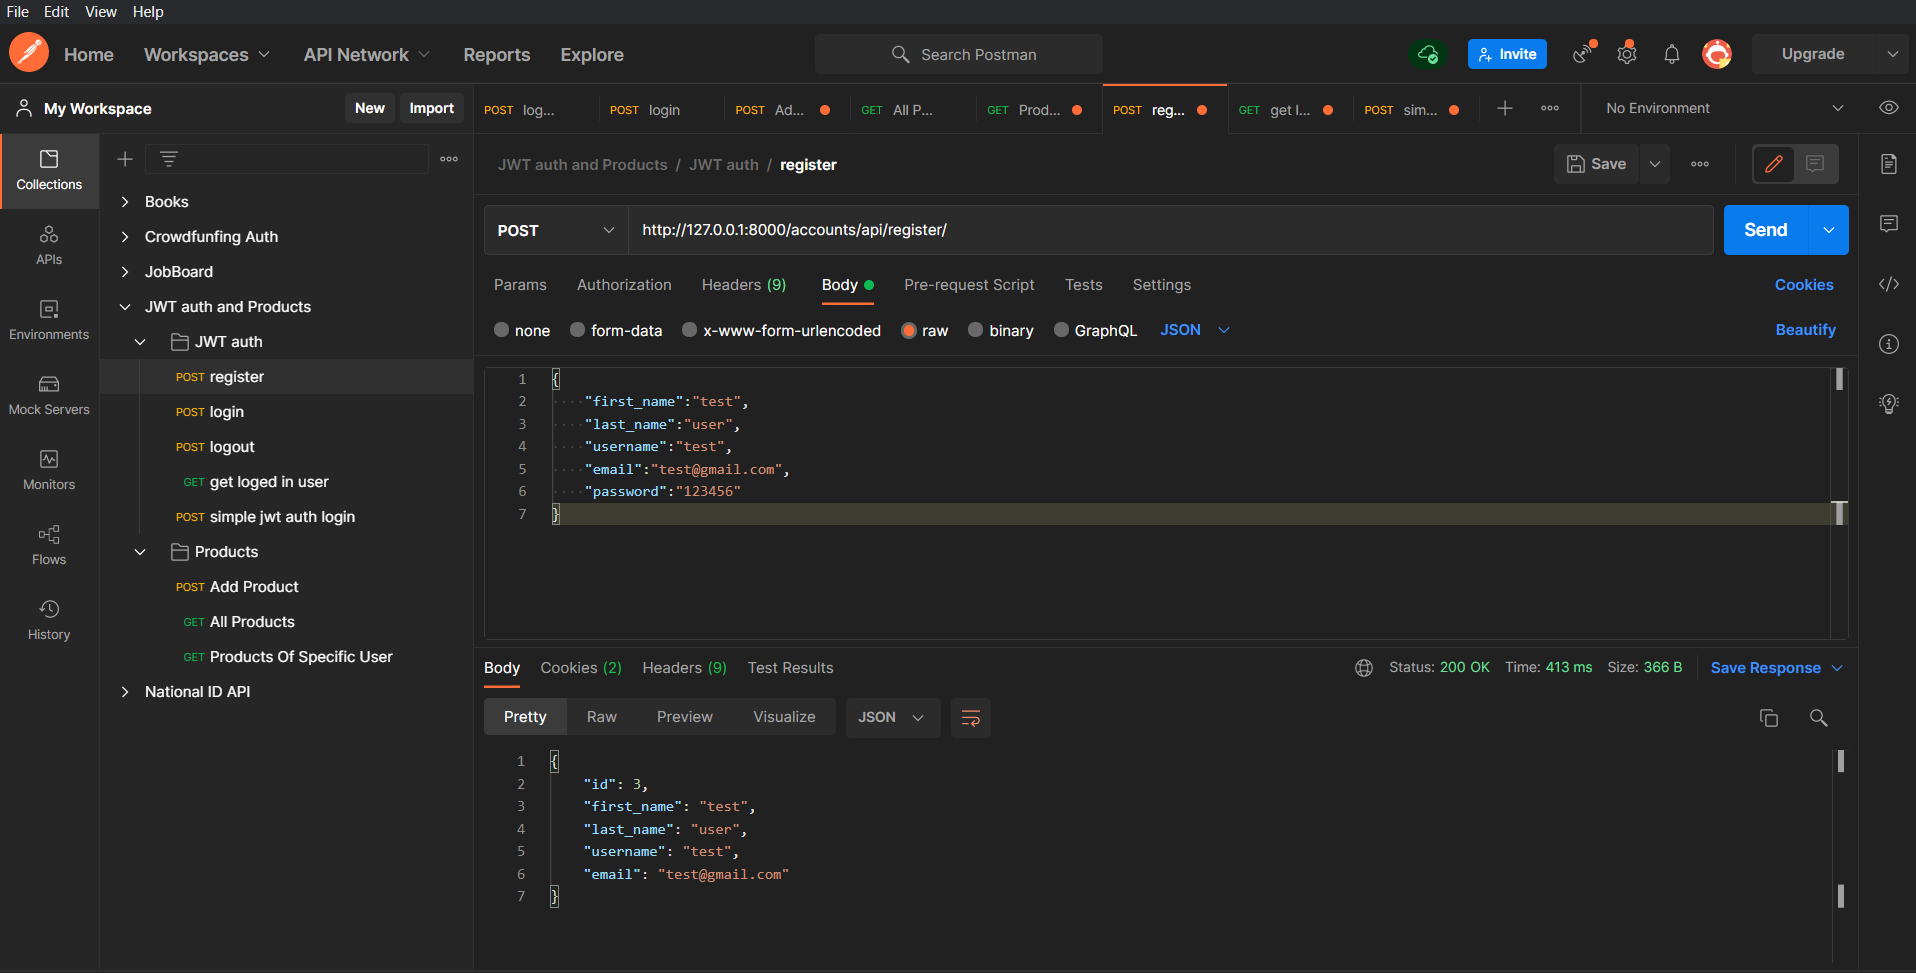 File Edit View Help
Home Workspaces API Network Reports Explore Search Postman Invite Upgrade
My Workspace New Import
POST log... POST login POST Ad... GET All P... GET Prod... POST reg... GET get l... POST sim... No Environment
Collections
APIs
Environments
Mock Servers
Monitors
Flows
History
Books
Crowdfunfing Auth
JobBoard
JWT auth and Products
JWT auth
POST register
POST login
POST logout
GET get loged in user
POST simple jwt auth login
Products
POST Add Product
GET All Products
GET Products Of Specific User
National ID API
JWT auth and Products / JWT auth / register Save
POST http://127.0.0.1:8000/accounts/api/register/ Send
Params Authorization Headers (9) Body Pre-request Script Tests Settings Cookies
none form-data x-www-form-urlencoded raw binary GraphQL JSON Beautify
1 {
2 "first_name":"test",
3 "last_name":"user",
4 "username":"test",
5 "email":"test@gmail.com",
6 "password":"123456"
7 }
Body Cookies (2) Headers (9) Test Results Status: 200 OK Time: 413 ms Size: 366 B Save Response
Pretty Raw Preview Visualize JSON
1 {
2 "id": 3,
3 "first_name": "test",
4 "last_name": "user",
5 "username": "test",
6 "email": "test@gmail.com"
7 }